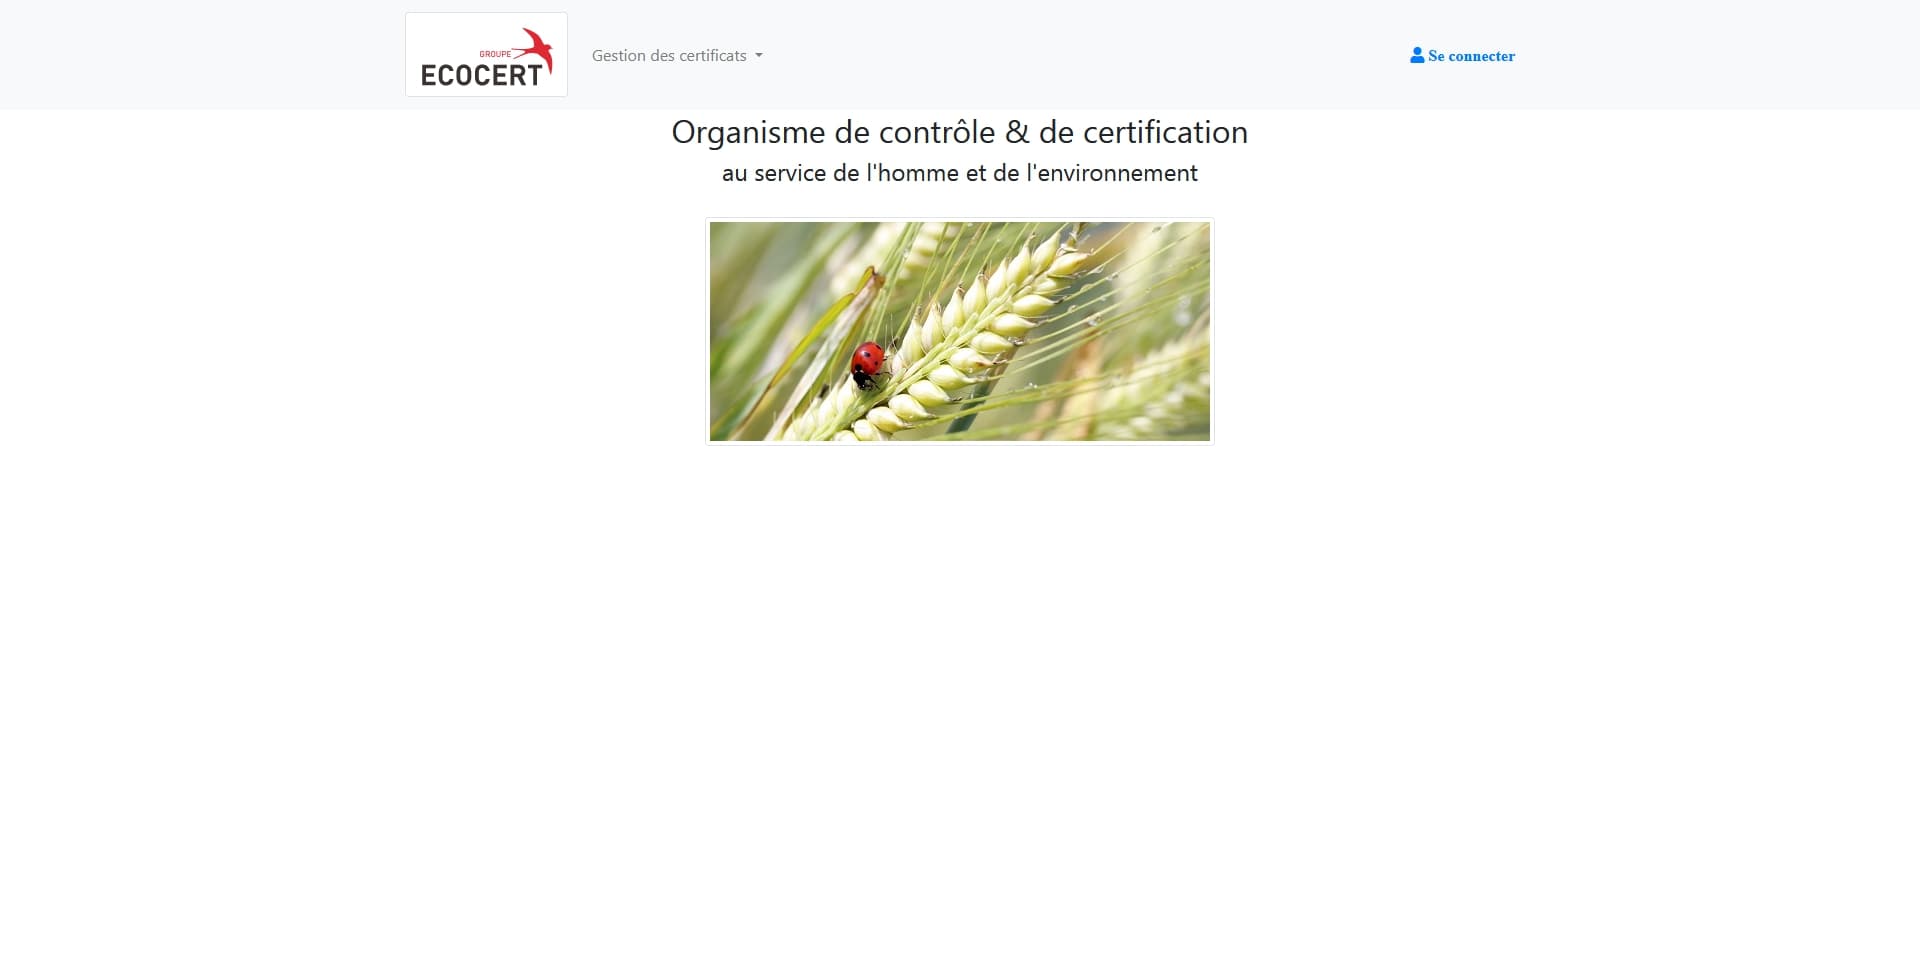 GROUPE
ECOCERT
Gestion des certificats
Se connecter
Organisme de contrôle & de certification
au service de l'homme et de l'environnement